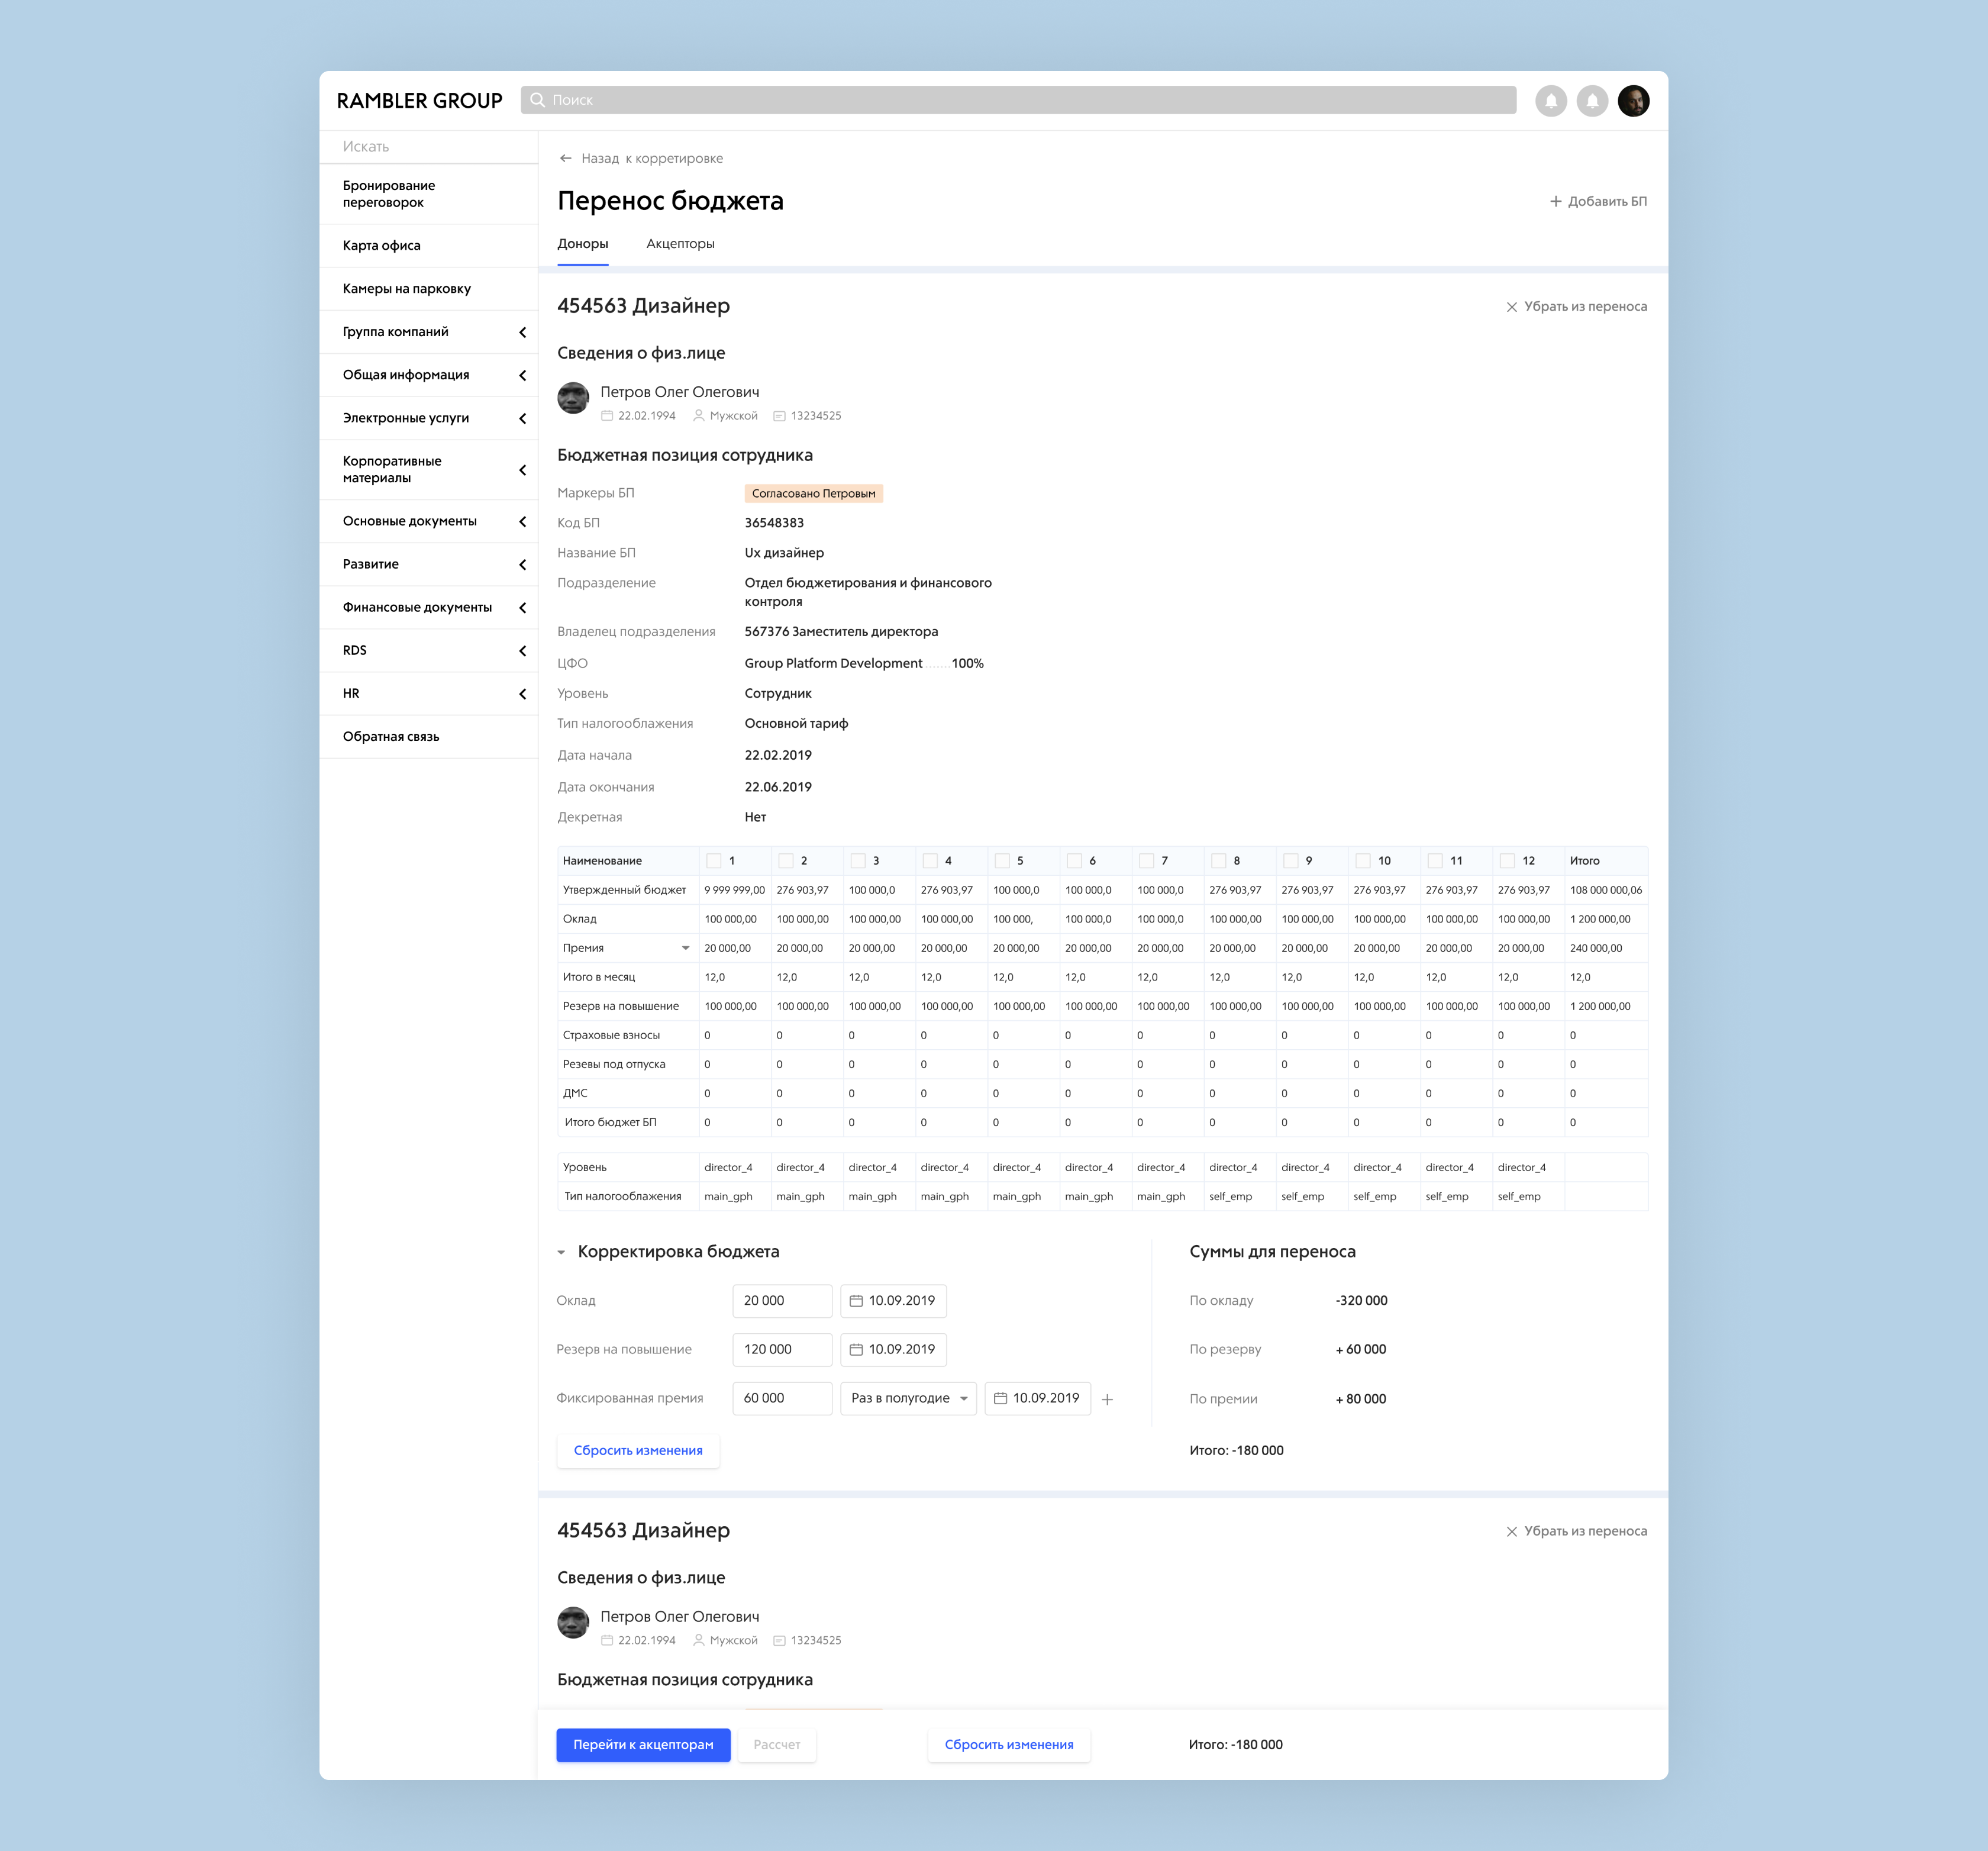 RAMBLER GROUP
Поиск
Искать
Бронирование
переговорок
Карта офиса
Камеры на парковку
Группа компаний
Общая информация
Электронные услуги
Корпоративные
материалы
Основные документы
Развитие
Финансовые документы
RDS
HR
Обратная связь
Назад к корретировке
Перенос бюджета
Добавить БП
Доноры Акцепторы
454563 Дизайнер
Убрать из переноса
Сведения о физ.лице
Петров Олег Олегович
22.02.1994 Мужской 13234525
Бюджетная позиция сотрудника
Маркеры БП Согласовано Петровым
Код БП 36548383
Название БП Ux дизайнер
Подразделение Отдел бюджетирования и финансового
контроля
Владелец подразделения 567376 Заместитель директора
ЦФО Group Platform Development.......100%
Уровень Сотрудник
Тип налогооблажения Основной тариф
Дата начала 22.02.2019
Дата окончания 22.06.2019
Декретная Нет
Наименование 1 2 3 4 5 6 7 8 9 10 11 12 Итого
Утвержденный бюджет 9 999 999,00 276 903,97 100 000,0 276 903,97 100 000,0 100 000,0 100 000,0 276 903,97 276 903,97 276 903,97 276 903,97 276 903,97 108 000 000,06
Оклад 100 000,00 100 000,00 100 000,00 100 000,00 100 000, 100 000,0 100 000,0 100 000,00 100 000,00 100 000,00 100 000,00 100 000,00 1 200 000,00
Премия 20 000,00 20 000,00 20 000,00 20 000,00 20 000,00 20 000,00 20 000,00 20 000,00 20 000,00 20 000,00 20 000,00 20 000,00 240 000,00
Итого в месяц 12,0 12,0 12,0 12,0 12,0 12,0 12,0 12,0 12,0 12,0 12,0 12,0 12,0
Резерв на повышение 100 000,00 100 000,00 100 000,00 100 000,00 100 000,00 100 000,00 100 000,00 100 000,00 100 000,00 100 000,00 100 000,00 100 000,00 1 200 000,00
Страховые взносы 0 0 0 0 0 0 0 0 0 0 0 0 0
Резевы под отпуска 0 0 0 0 0 0 0 0 0 0 0 0 0
ДМС 0 0 0 0 0 0 0 0 0 0 0 0 0
Итого бюджет БП 0 0 0 0 0 0 0 0 0 0 0 0 0
Уровень director_4 director_4 director_4 director_4 director_4 director_4 director_4 director_4 director_4 director_4 director_4 director_4
Тип налогооблажения main_gph main_gph main_gph main_gph main_gph main_gph main_gph self_emp self_emp self_emp self_emp self_emp
Корректировка бюджета
Оклад 20 000 10.09.2019
Резерв на повышение 120 000 10.09.2019
Фиксированная премия 60 000 Раз в полугодие 10.09.2019
Сбросить изменения
Суммы для переноса
По окладу -320 000
По резерву + 60 000
По премии + 80 000
Итого: -180 000
454563 Дизайнер
Убрать из переноса
Сведения о физ.лице
Петров Олег Олегович
22.02.1994 Мужской 13234525
Бюджетная позиция сотрудника
Перейти к акцепторам Рассчет Сбросить изменения Итого: -180 000